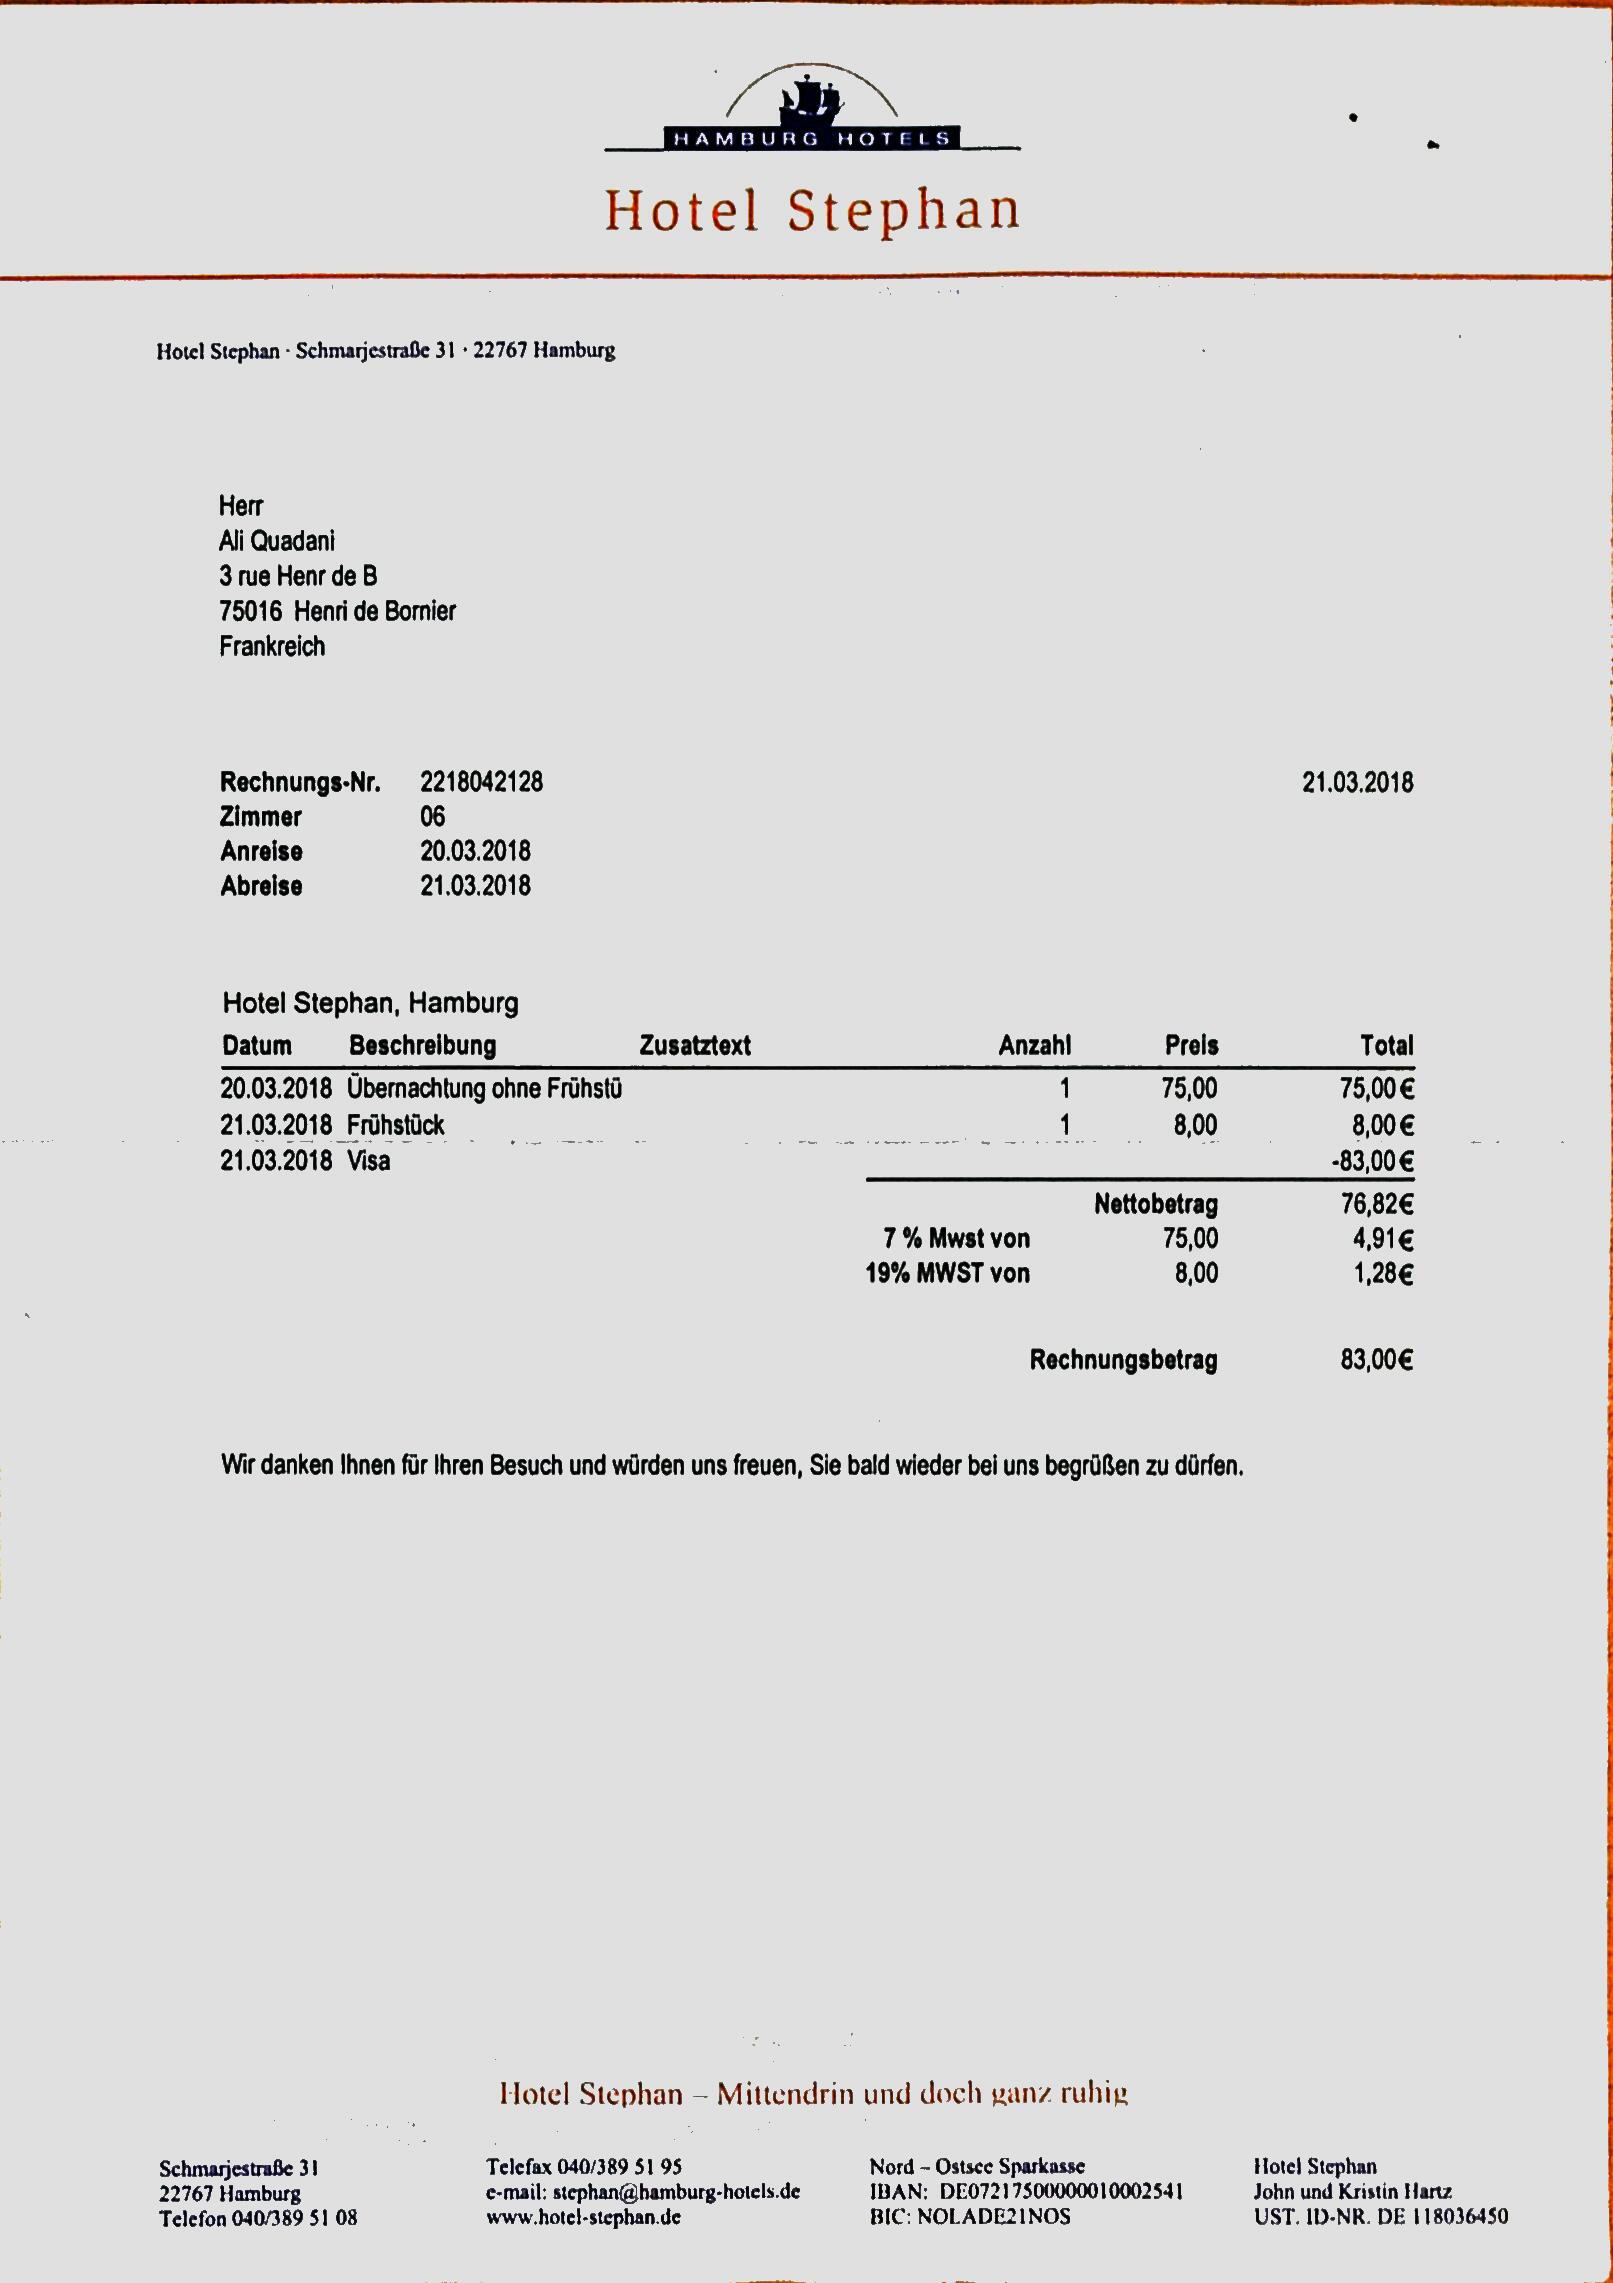 HAMBURG HOTELS
Hotel Stephan
Hotel Stephan · Schmarjestraße 31 · 22767 Hamburg
Herr
Ali Quadani
3 rue Henr de B
75016 Henri de Bornier
Frankreich
Rechnungs-Nr. 2218042128 21.03.2018
Zimmer 06
Anreise 20.03.2018
Abreise 21.03.2018
Hotel Stephan, Hamburg
Datum Beschreibung Zusatztext Anzahl Preis Total
20.03.2018 Übernachtung ohne Frühstü 1 75,00 75,00 €
21.03.2018 Frühstück 1 8,00 8,00 €
21.03.2018 Visa -83,00 €
Nettobetrag 76,82€
7 % Mwst von 75,00 4,91€
19% MWST von 8,00 1,28€
Rechnungsbetrag 83,00€
Wir danken Ihnen für Ihren Besuch und würden uns freuen, Sie bald wieder bei uns begrüßen zu dürfen.
Hotel Stephan – Mittendrin und doch ganz ruhig
Schmarjestraße 31 Telefax 040/389 51 95 Nord – Ostsee Sparkasse Hotel Stephan
22767 Hamburg e-mail: stephan@hamburg-hotels.de IBAN: DE07217500000010002541 John und Kristin Hartz
Telefon 040/389 51 08 www.hotel-stephan.de BIC: NOLADE21NOS UST. ID-NR. DE 118036450